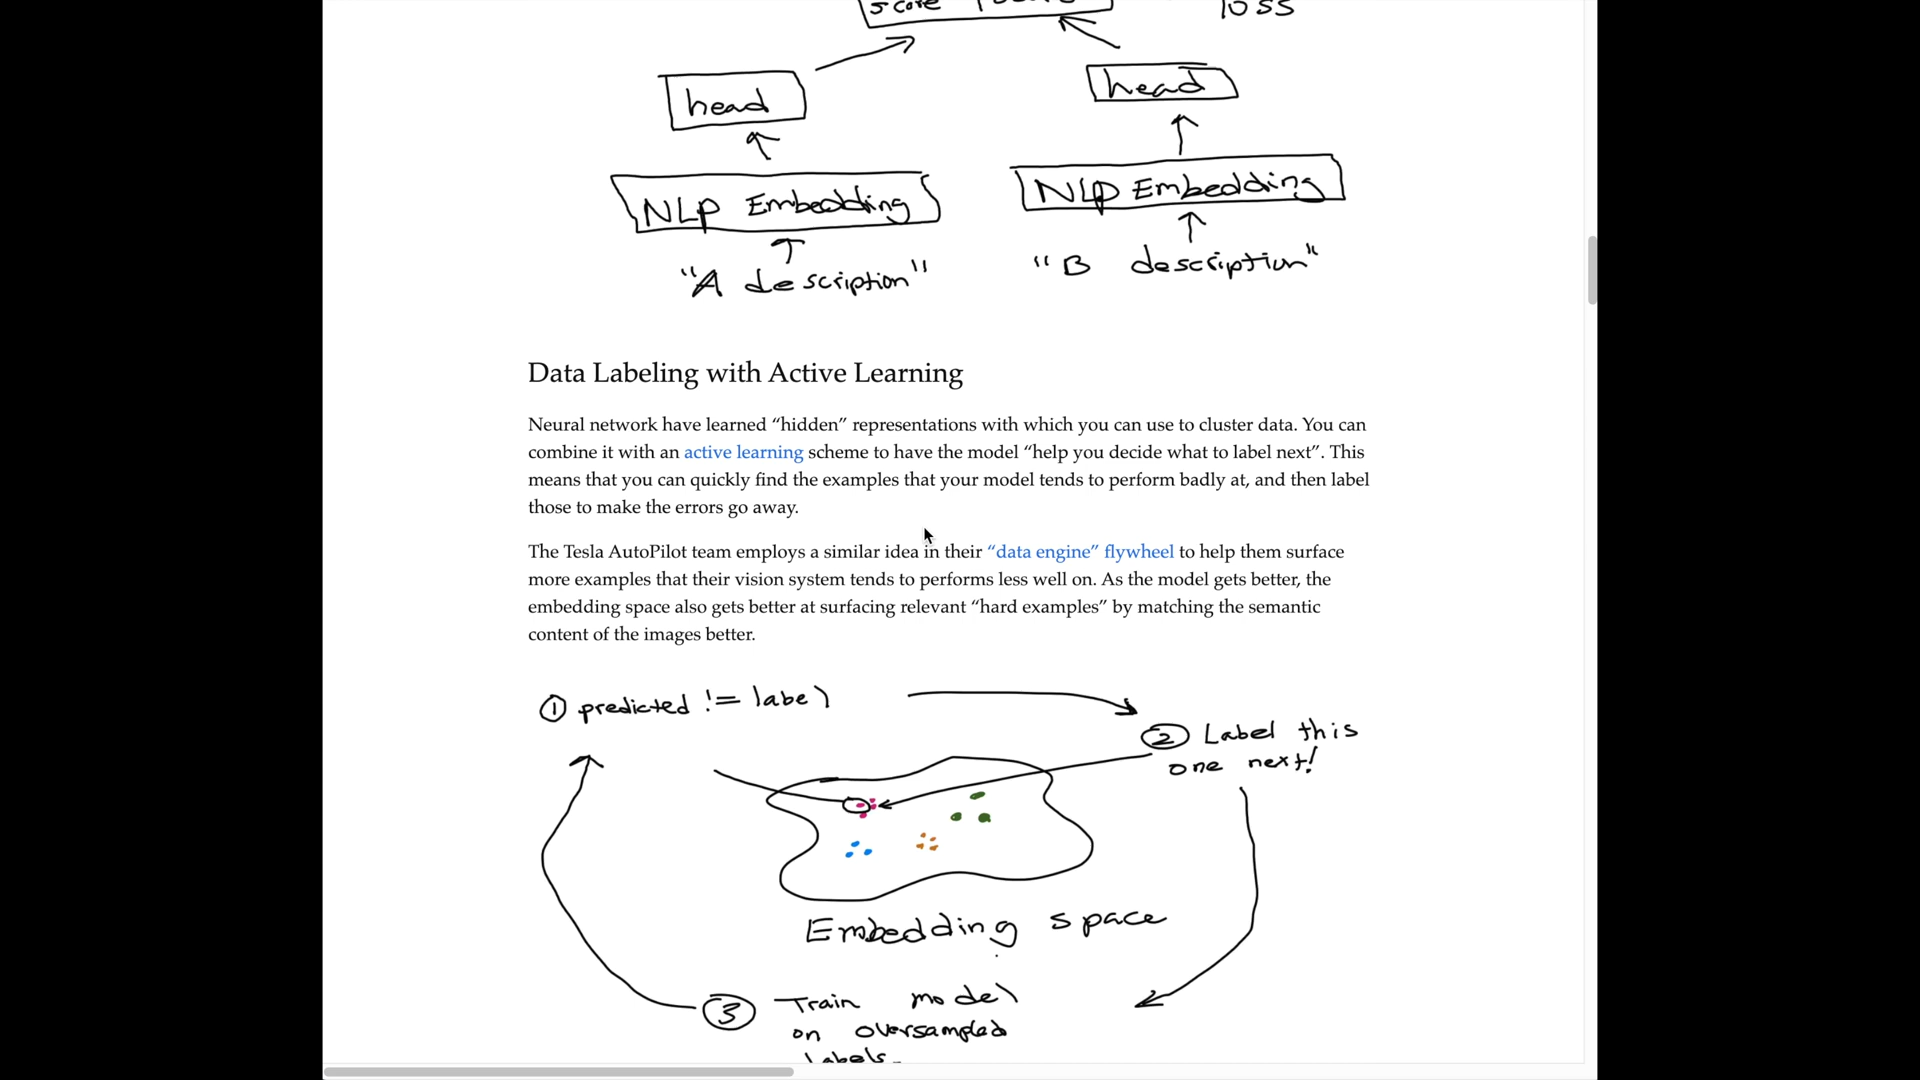 score
loss
head
head
NLP Embedding
NLP Embedding
"A description"
"B description"
Data Labeling with Active Learning
Neural network have learned “hidden” representations with which you can use to cluster data. You can
combine it with an active learning scheme to have the model “help you decide what to label next”. This
means that you can quickly find the examples that your model tends to perform badly at, and then label
those to make the errors go away.
The Tesla AutoPilot team employs a similar idea in their “data engine” flywheel to help them surface
more examples that their vision system tends to performs less well on. As the model gets better, the
embedding space also gets better at surfacing relevant “hard examples” by matching the semantic
content of the images better.
① predicted != label
② Label this
one next!
Embedding space
③ Train model
on oversampled
labels.